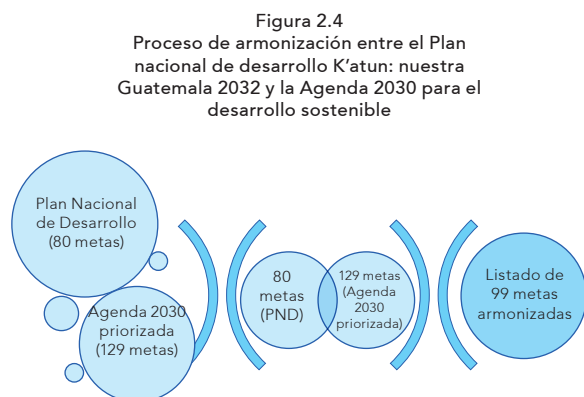 Figura 2.4
Proceso de armonización entre el Plan
nacional de desarrollo K’atun: nuestra
Guatemala 2032 y la Agenda 2030 para el
desarrollo sostenible
Plan Nacional
de Desarrollo
(80 metas)
Agenda 2030
priorizada
(129 metas)
80
metas
(PND)
129 metas
(Agenda
2030
priorizada)
Listado de
99 metas
armonizadas